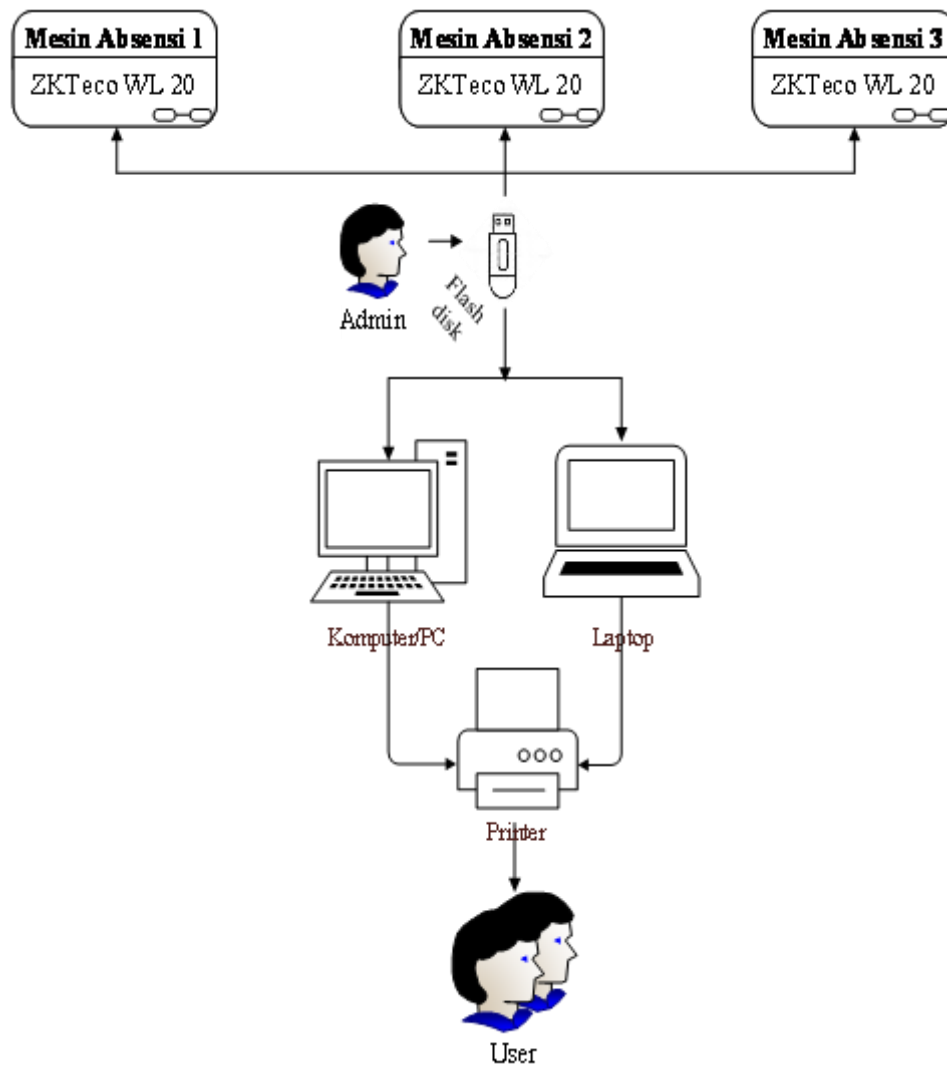 Mesin Absensi 1
ZKTeco WL 20
Mesin Absensi 2
ZKTeco WL 20
Mesin Absensi 3
ZKTeco WL 20
Admin
Flash
disk
Komputer/PC
Laptop
Printer
User